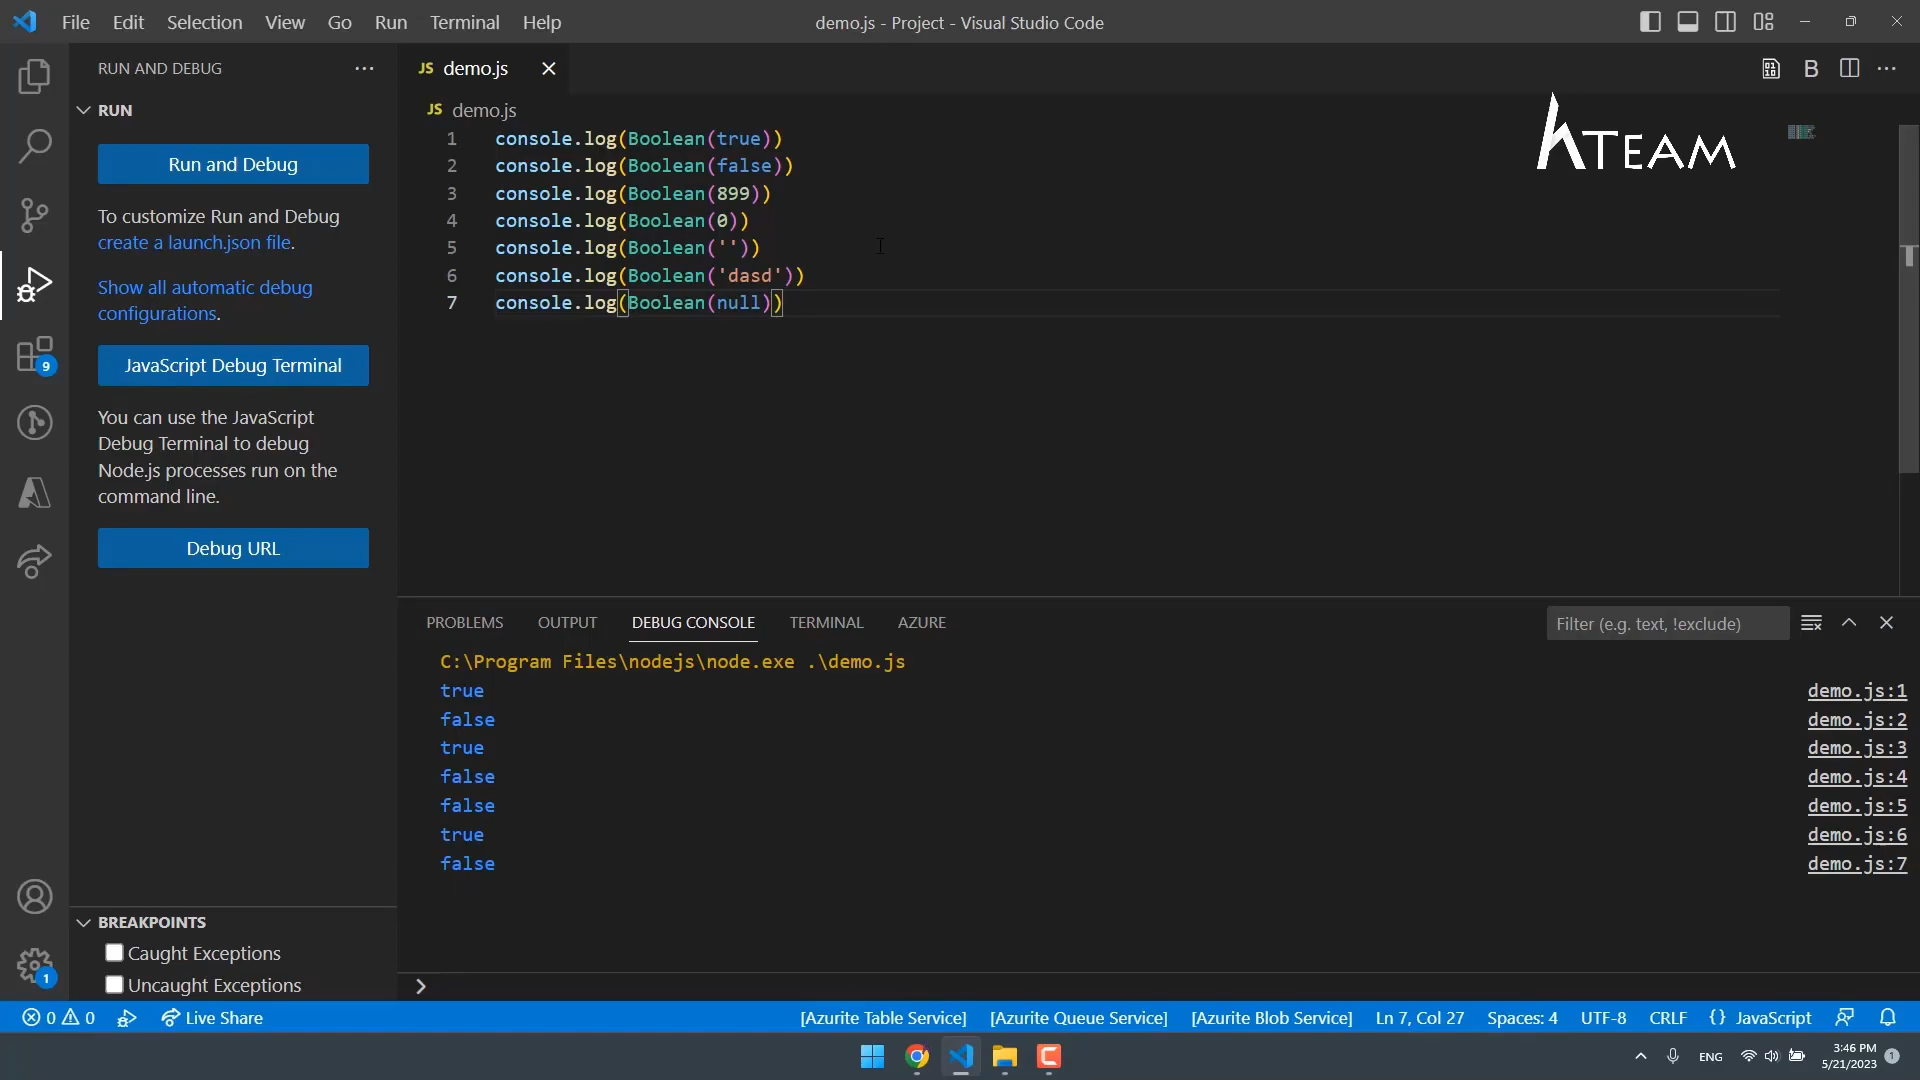 File Edit Selection View Go Run Terminal Help
demo.js - Project - Visual Studio Code
RUN AND DEBUG
RUN
Run and Debug
To customize Run and Debug
create a launch.json file.
Show all automatic debug
configurations.
JavaScript Debug Terminal
You can use the JavaScript
Debug Terminal to debug
Node.js processes run on the
command line.
Debug URL
9
BREAKPOINTS
Caught Exceptions
Uncaught Exceptions
1
JS demo.js
JS demo.js
hTEAM
1 console.log(Boolean(true))
2 console.log(Boolean(false))
3 console.log(Boolean(899))
4 console.log(Boolean(0))
5 console.log(Boolean(''))
6 console.log(Boolean('dasd'))
7 console.log(Boolean(null))
PROBLEMS OUTPUT DEBUG CONSOLE TERMINAL AZURE
Filter (e.g. text, !exclude)
C:\Program Files\nodejs\node.exe .\demo.js
true demo.js:1
false demo.js:2
true demo.js:3
false demo.js:4
false demo.js:5
true demo.js:6
false demo.js:7
0 0 Live Share [Azurite Table Service] [Azurite Queue Service] [Azurite Blob Service] Ln 7, Col 27 Spaces: 4 UTF-8 CRLF {} JavaScript
ENG
3:46 PM
5/21/2023
1